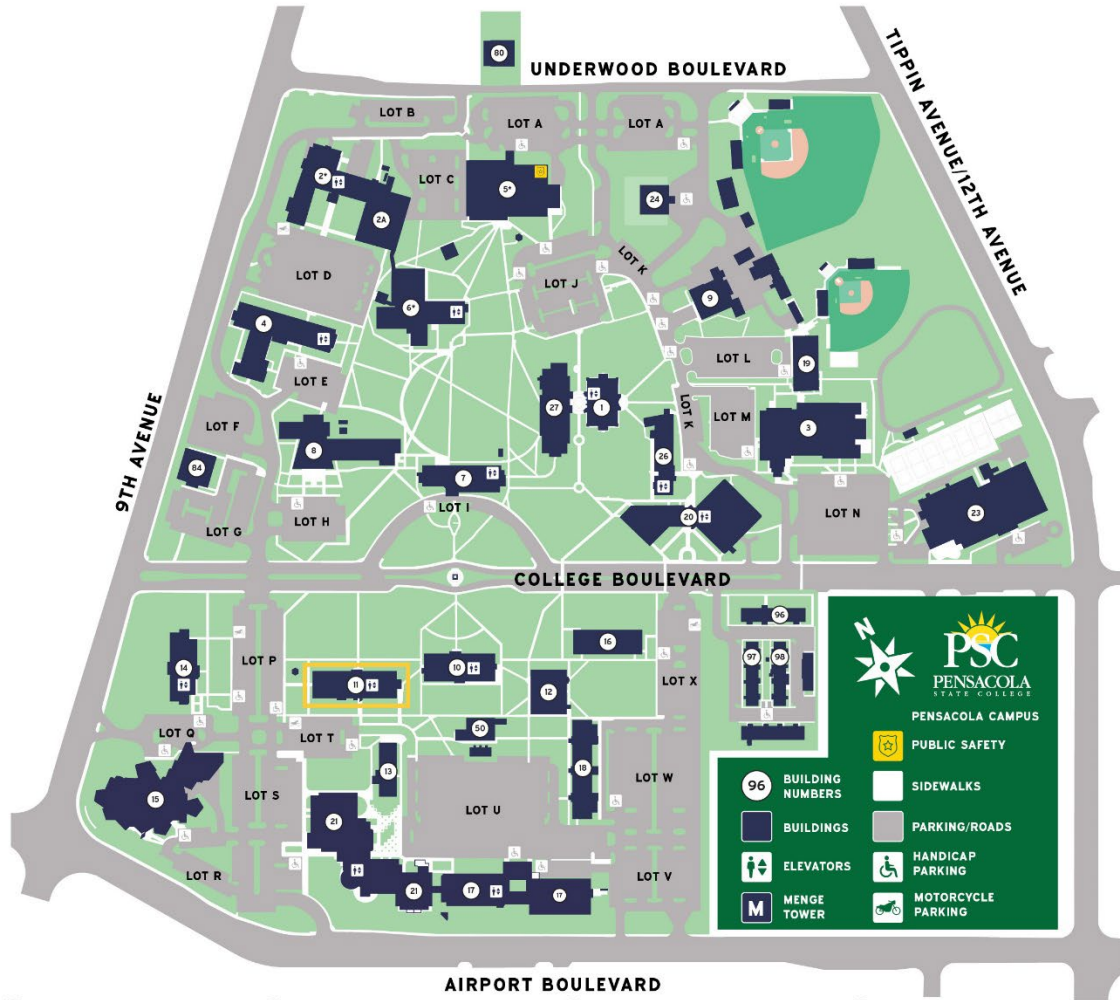 80
UNDERWOOD BOULEVARD
TIPPIN AVENUE/12TH AVENUE
LOT B
LOT A
LOT A
2*
LOT C
5*
24
2A
LOT D
LOT J
LOT K
9
6*
4
LOT L
19
LOT E
27
1
LOT K
LOT M
3
LOT F
8
26
84
7
9TH AVENUE
LOT I
LOT G
LOT H
20
LOT N
23
COLLEGE BOULEVARD
96
16
14
LOT P
10
97
98
11
12
LOT X
LOT Q
LOT T
50
13
18
LOT W
15
LOT S
21
LOT U
LOT R
21
17
17
LOT V
AIRPORT BOULEVARD
N
PSC
PENSACOLA
STATE COLLEGE
PENSACOLA CAMPUS
PUBLIC SAFETY
96
BUILDING
NUMBERS
SIDEWALKS
BUILDINGS
PARKING/ROADS
ELEVATORS
HANDICAP
PARKING
M
MENGE
TOWER
MOTORCYCLE
PARKING